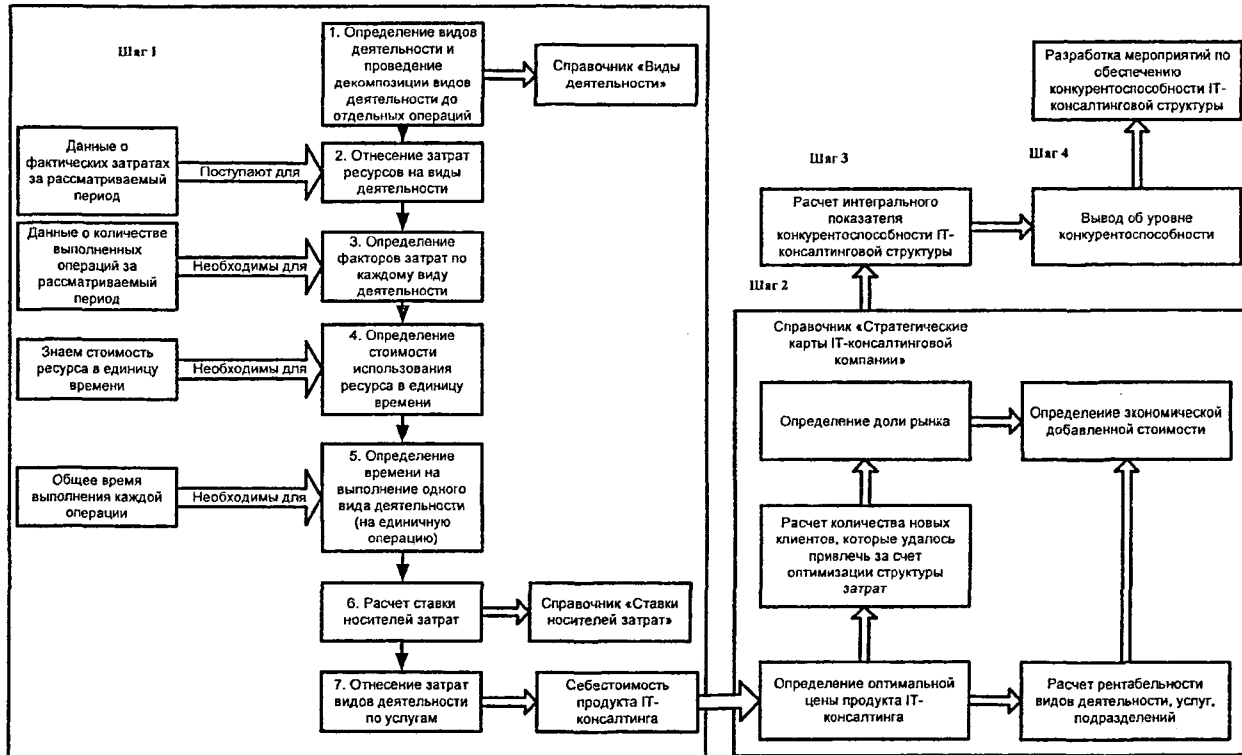 Шаг 1
1. Определение видов
деятельности и
проведение
декомпозиции видов
деятельности до
отдельных операций
Справочник «Виды
деятельности»
Данные о
фактических затратах
за рассматриваемый
период
Поступают для
2. Отнесение затрат
ресурсов на виды
деятельности
Данные о количестве
выполненных
операций за
рассматриваемый
период
Необходимы для
3. Определение
факторов затрат по
каждому виду
деятельности
Знаем стоимость
ресурса в единицу
времени
Необходимы для
4. Определение
стоимости
использования
ресурса в единицу
времени
Общее время
выполнения каждой
операции
Необходимы для
5. Определение
времени на
выполнение одного
вида деятельности
(на единичную
операцию)
6. Расчет ставки
носителей затрат
Справочник «Ставки
носителей затрат»
7. Отнесение затрат
видов деятельности
по услугам
Себестоимость
продукта IT-
консалтинга
Шаг 2
Справочник «Стратегические
карты IT-консалтинговой
компании»
Определение доли рынка
Определение экономической
добавленной стоимости
Расчет количества новых
клиентов, которые удалось
привлечь за счет
оптимизации структуры
затрат
Определение оптимальной
цены продукта IT-
консалтинга
Расчет рентабельности
видов деятельности, услуг,
подразделений
Шаг 3
Расчет интегрального
показателя
конкурентоспособности IT-
консалтинговой структуры
Шаг 4
Вывод об уровне
конкурентоспособности
Разработка мероприятий по
обеспечению
конкурентоспособности IT-
консалтинговой структуры